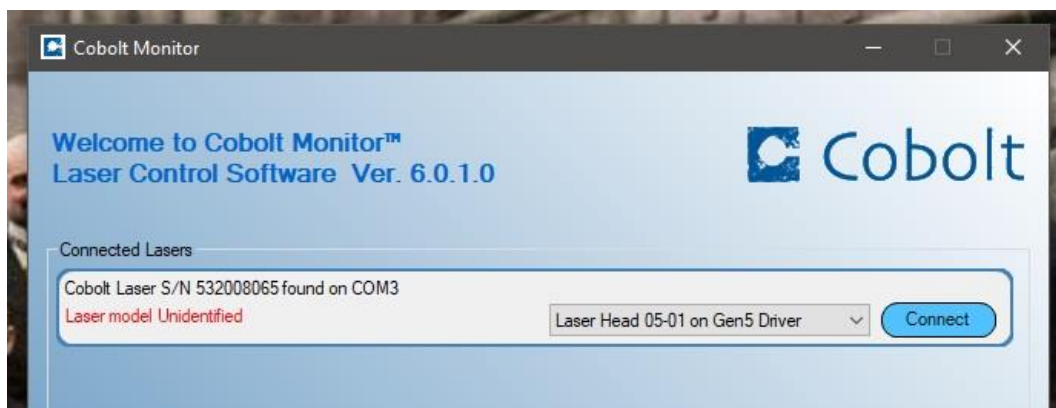 Cobolt Monitor
Welcome to Cobolt Monitor™
Laser Control Software Ver. 6.0.1.0
Cobolt
Connected Lasers
Cobolt Laser S/N 532008065 found on COM3
Laser model Unidentified
Laser Head 05-01 on Gen5 Driver
Connect